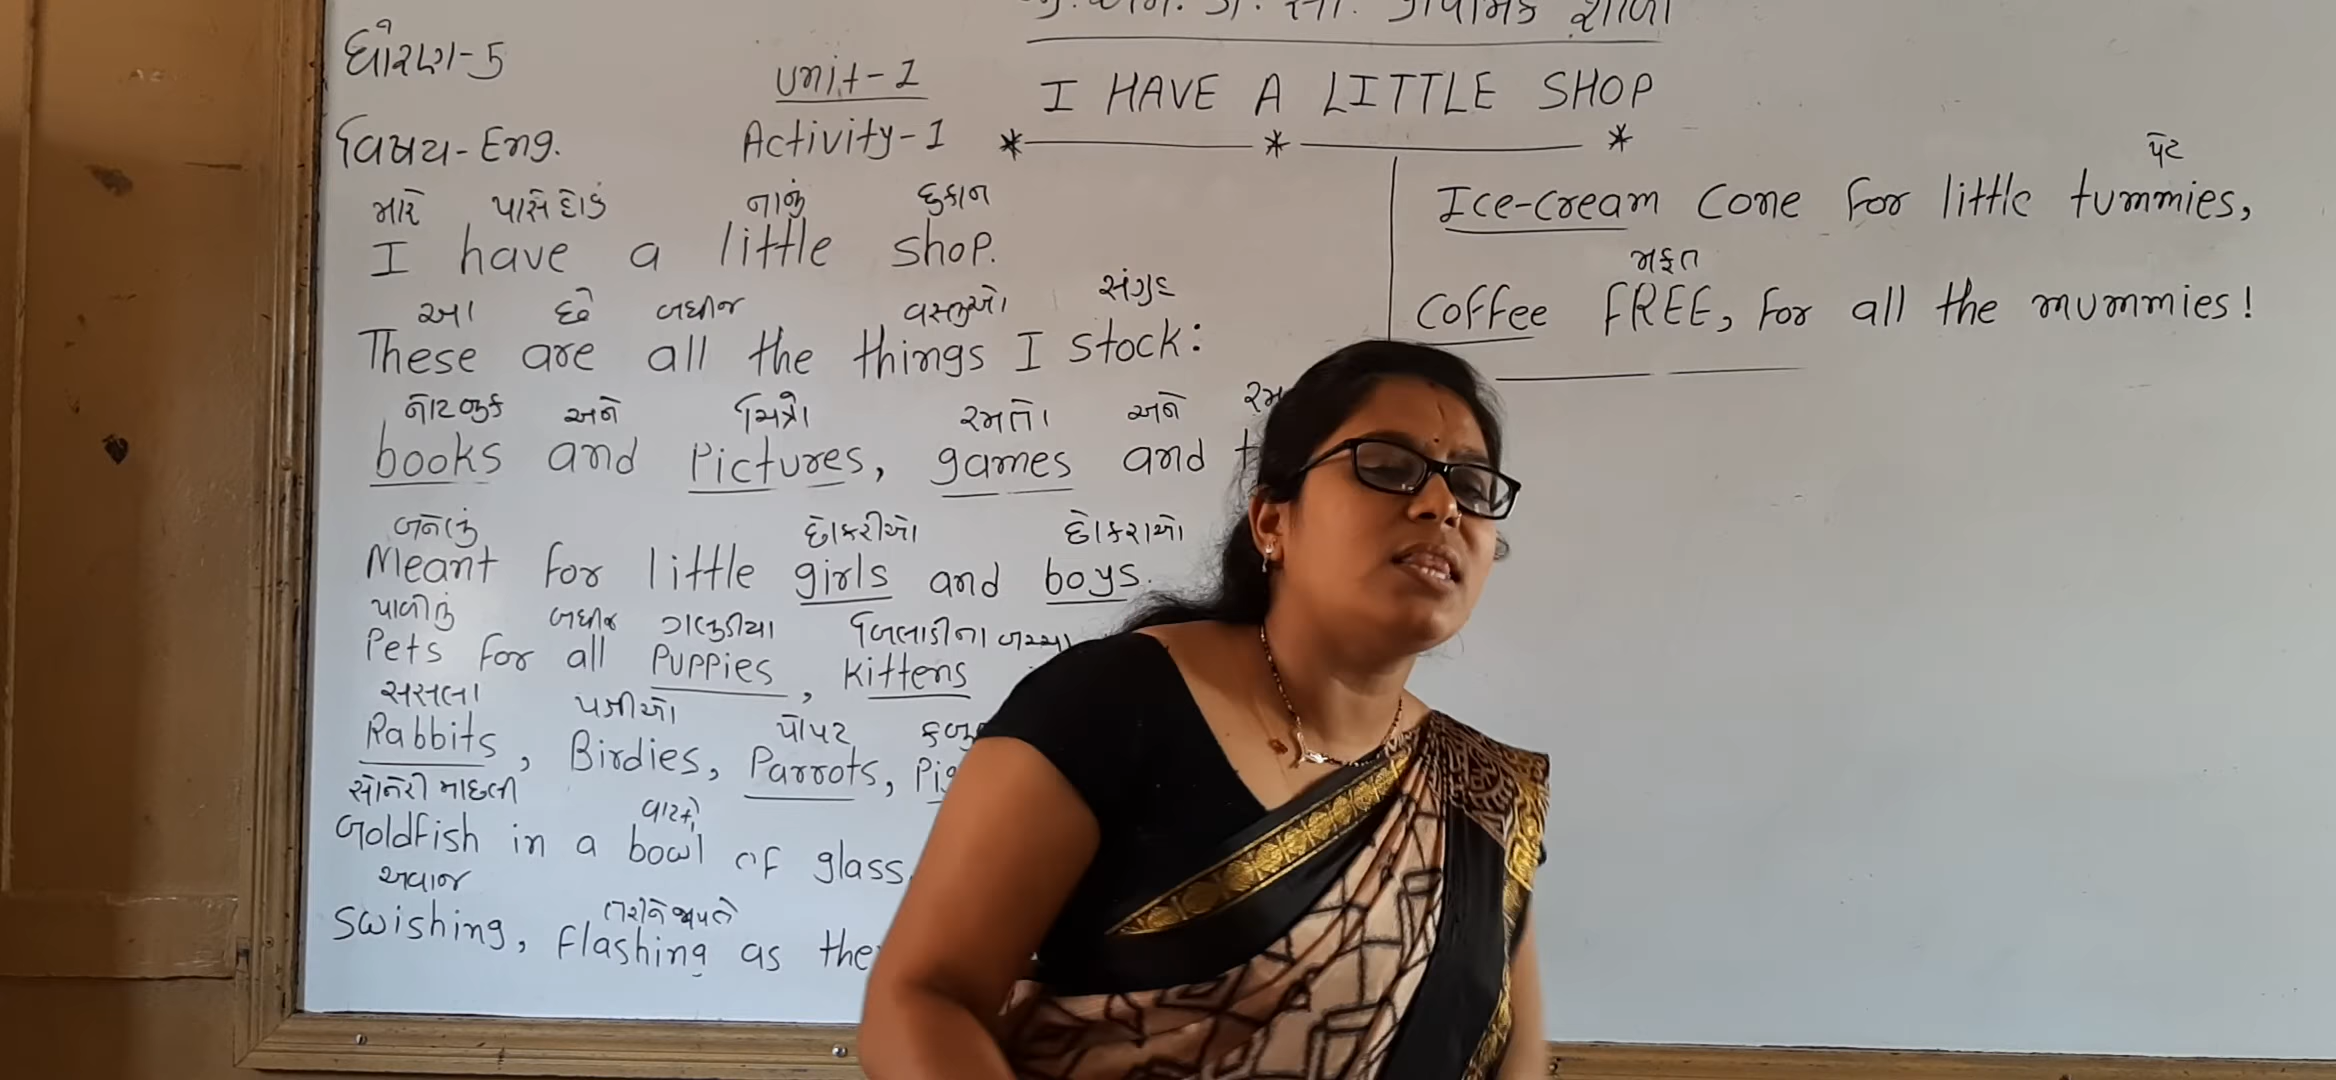 શાળા
ધોરણ-5
Unit-1
I HAVE A LITTLE SHOP
વિષય-Eng.
Activity-1
મારે પાસે છેક નાનું દુકાન
I have a little shop.
આ છે બધીજ વસ્તુઓ સંગ્રહ
These are all the things I stock:
નોટબુક અને ચિત્રો રમતો અને
books and Pictures, games and
બનેલું છોકરીઓ છોકરાઓ
Meant for little girls and boys.
પાળીતું બધીજ ગલુડીયા બિલાડીના બચ્ચા
Pets for all Puppies, kittens
સસલા પક્ષીઓ પોપટ
Rabbits, Birdies, Parrots,
સોનેરી માછલી વાટકો
Goldfish in a bowl of glass,
અવાજ
Swishing, flashing as
પેટ
Ice-cream cone for little tummies,
મફત
Coffee FREE, for all the mummies!